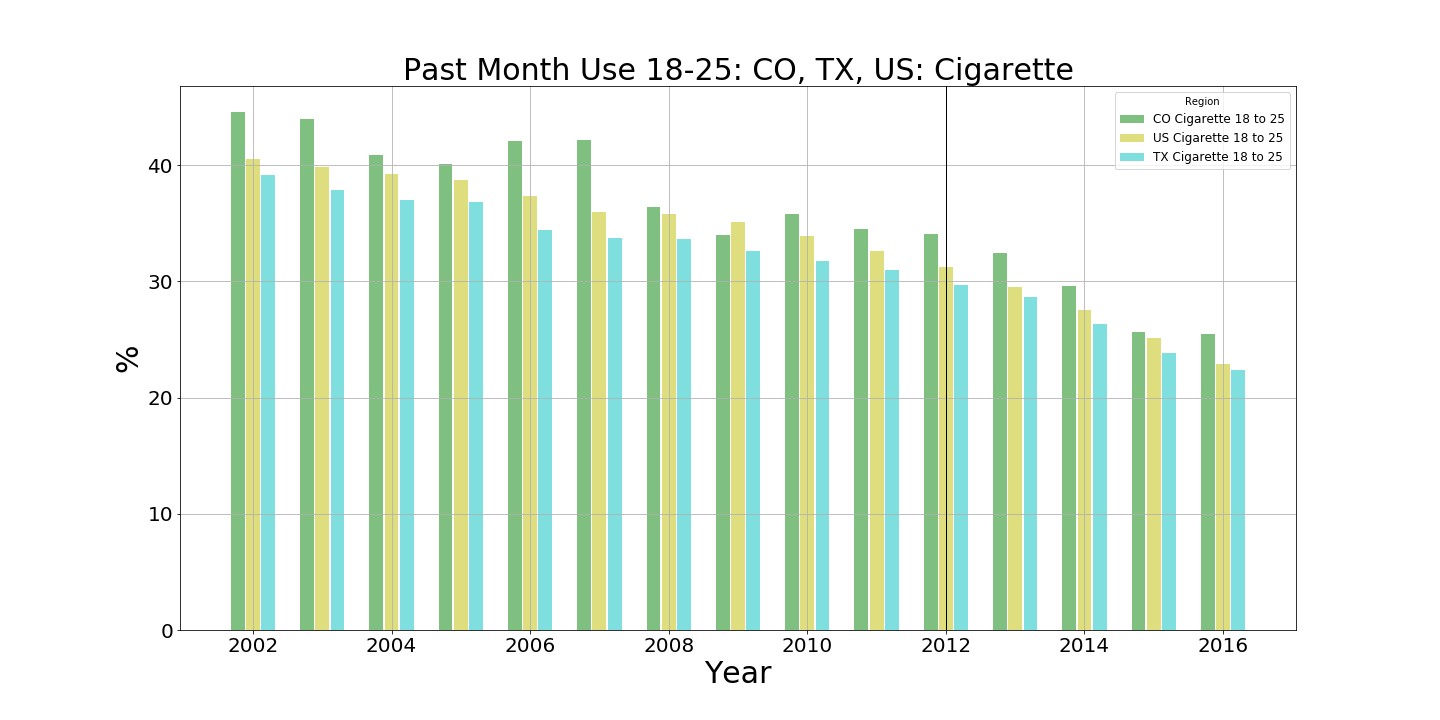 Past Month Use 18-25: CO, TX, US: Cigarette
Region
CO Cigarette 18 to 25
US Cigarette 18 to 25
TX Cigarette 18 to 25
%
40
30
20
10
0
2002 2004 2006 2008 2010 2012 2014 2016
Year